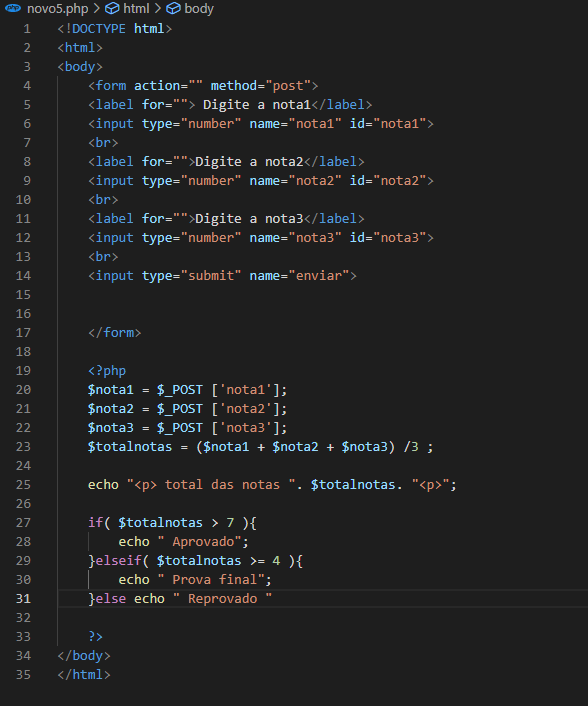 php novo5.php > html > body
1 <!DOCTYPE html>
2 <html>
3 <body>
4 <form action="" method="post">
5 <label for=""> Digite a nota1</label>
6 <input type="number" name="nota1" id="nota1">
7 <br>
8 <label for="">Digite a nota2</label>
9 <input type="number" name="nota2" id="nota2">
10 <br>
11 <label for="">Digite a nota3</label>
12 <input type="number" name="nota3" id="nota3">
13 <br>
14 <input type="submit" name="enviar">
15
16
17 </form>
18
19 <?php
20 $nota1 = $_POST ['nota1'];
21 $nota2 = $_POST ['nota2'];
22 $nota3 = $_POST ['nota3'];
23 $totalnotas = ($nota1 + $nota2 + $nota3) /3 ;
24
25 echo "<p> total das notas ". $totalnotas. "<p>";
26
27 if( $totalnotas > 7 ){
28 echo " Aprovado";
29 }elseif( $totalnotas >= 4 ){
30 echo " Prova final";
31 }else echo " Reprovado "
32
33 ?>
34 </body>
35 </html>